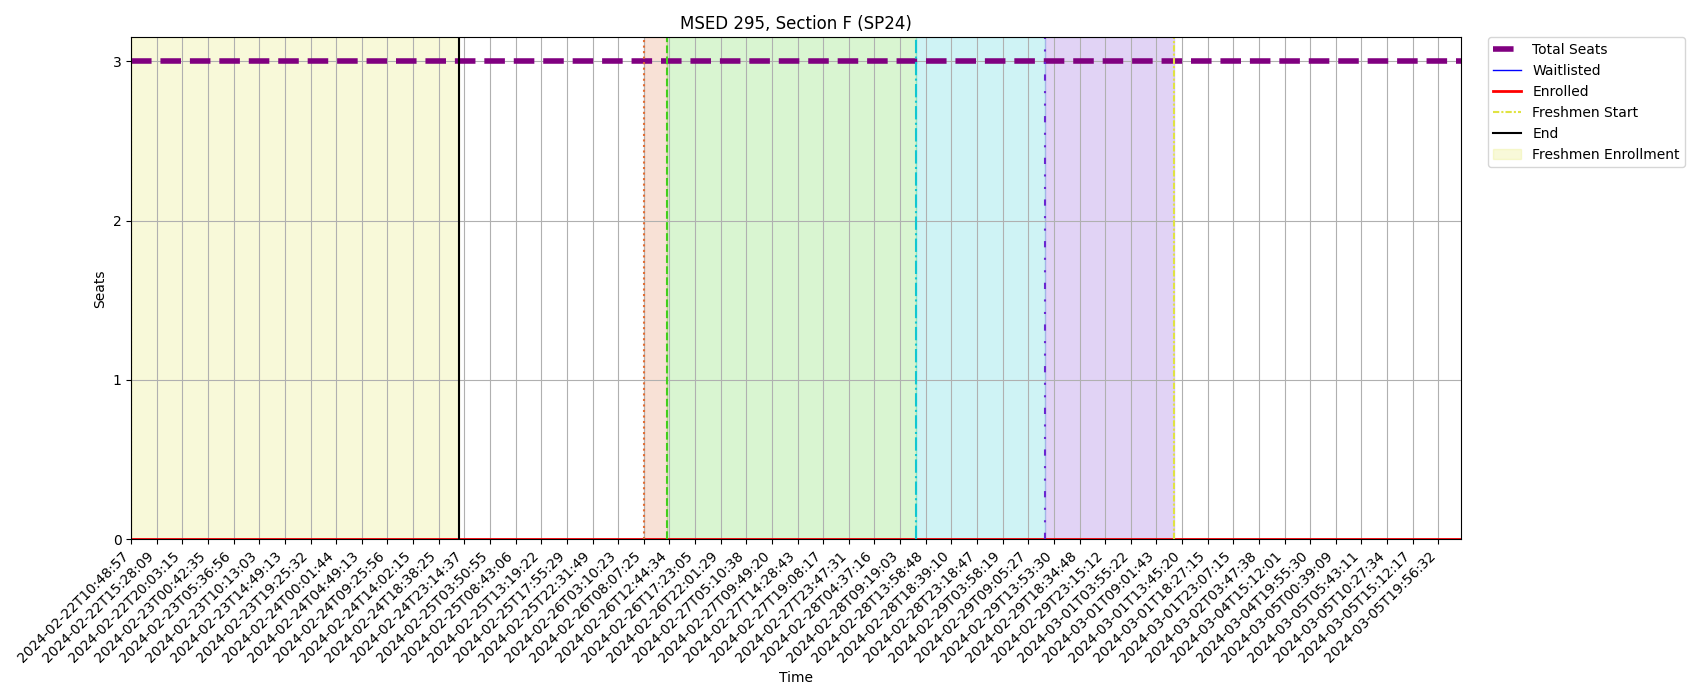 MSED 295, Section F (SP24)
Total Seats
Waitlisted
Enrolled
Freshmen Start
End
Freshmen Enrollment
3
2
1
0
Seats
2024-02-22T10:48:57
2024-02-22T15:28:09
2024-02-22T20:03:15
2024-02-23T00:42:35
2024-02-23T05:36:56
2024-02-23T10:13:03
2024-02-23T14:49:13
2024-02-23T19:25:32
2024-02-24T00:01:44
2024-02-24T04:49:13
2024-02-24T09:25:56
2024-02-24T14:02:15
2024-02-24T18:38:25
2024-02-24T23:14:37
2024-02-25T03:50:55
2024-02-25T08:43:06
2024-02-25T13:19:22
2024-02-25T17:55:29
2024-02-25T22:31:49
2024-02-26T03:10:23
2024-02-26T08:07:25
2024-02-26T12:44:34
2024-02-26T17:23:05
2024-02-26T22:01:29
2024-02-27T05:10:38
2024-02-27T09:49:20
2024-02-27T14:28:43
2024-02-27T19:08:17
2024-02-27T23:47:31
2024-02-28T04:37:16
2024-02-28T09:19:03
2024-02-28T13:58:48
2024-02-28T18:39:10
2024-02-28T23:18:47
2024-02-29T03:58:19
2024-02-29T09:05:27
2024-02-29T13:53:30
2024-02-29T18:34:48
2024-02-29T23:15:12
2024-03-01T03:55:22
2024-03-01T09:01:43
2024-03-01T13:45:20
2024-03-01T18:27:15
2024-03-01T23:07:15
2024-03-02T03:47:38
2024-03-04T15:12:01
2024-03-04T19:55:30
2024-03-05T00:39:09
2024-03-05T05:43:11
2024-03-05T10:27:34
2024-03-05T15:12:17
2024-03-05T19:56:32
Time